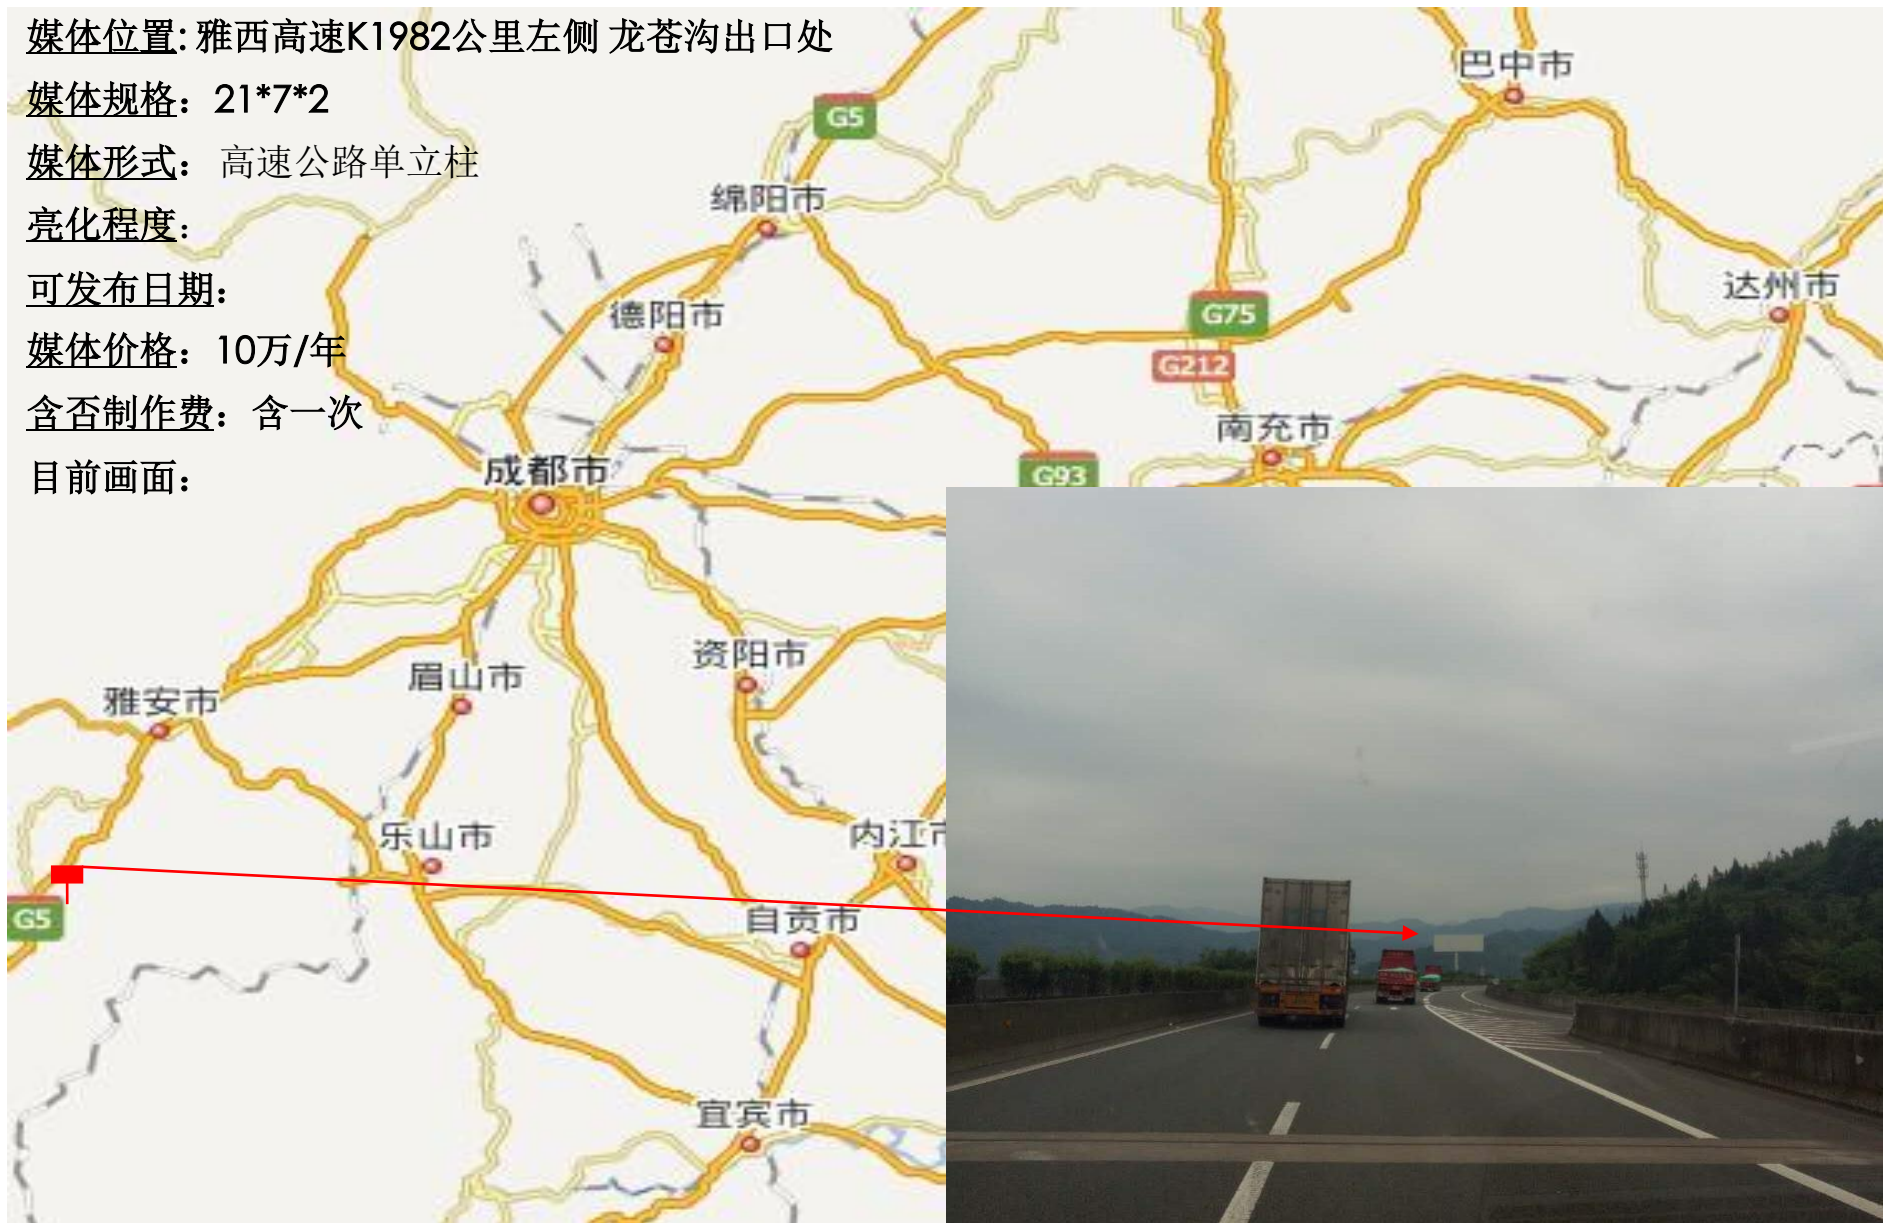 媒体位置: 雅西高速K1982公里左侧 龙苍沟出口处
媒体规格：21*7*2
媒体形式：高速公路单立柱
亮化程度：
可发布日期：
媒体价格：10万/年
含否制作费：含一次
目前画面：
巴中市
G5
绵阳市
达州市
德阳市
G75
G212
南充市
成都市
G93
资阳市
眉山市
雅安市
乐山市
内江市
G5
自贡市
宜宾市